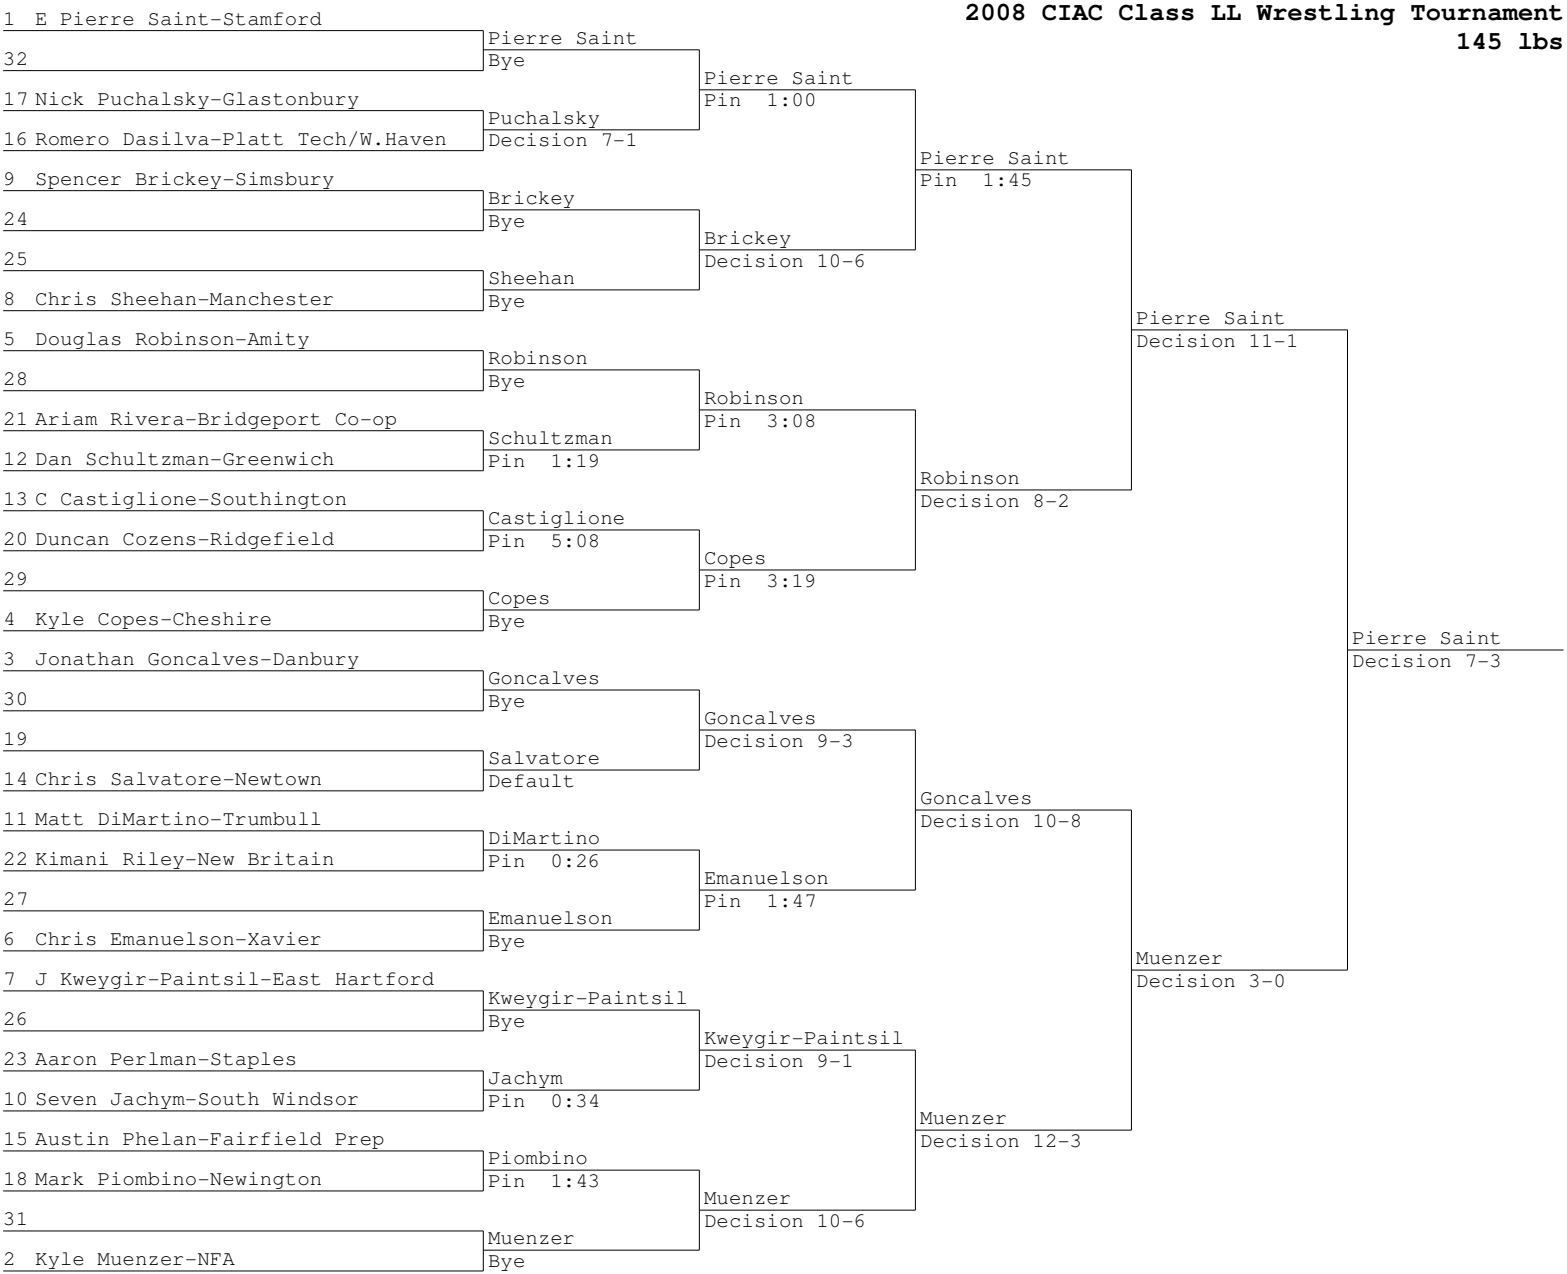 2008 CIAC Class LL Wrestling Tournament
145 lbs
1 E Pierre Saint-Stamford
32
17 Nick Puchalsky-Glastonbury
16 Romero Dasilva-Platt Tech/W.Haven
9 Spencer Brickey-Simsbury
24
25
8 Chris Sheehan-Manchester
5 Douglas Robinson-Amity
28
21 Ariam Rivera-Bridgeport Co-op
12 Dan Schultzman-Greenwich
13 C Castiglione-Southington
20 Duncan Cozens-Ridgefield
29
4 Kyle Copes-Cheshire
3 Jonathan Goncalves-Danbury
30
19
14 Chris Salvatore-Newtown
11 Matt DiMartino-Trumbull
22 Kimani Riley-New Britain
27
6 Chris Emanuelson-Xavier
7 J Kweygir-Paintsil-East Hartford
26
23 Aaron Perlman-Staples
10 Seven Jachym-South Windsor
15 Austin Phelan-Fairfield Prep
18 Mark Piombino-Newington
31
2 Kyle Muenzer-NFA
Pierre Saint
Bye
Puchalsky
Decision 7-1
Brickey
Bye
Sheehan
Bye
Robinson
Bye
Schultzman
Pin 1:19
Castiglione
Pin 5:08
Copes
Bye
Goncalves
Bye
Salvatore
Default
DiMartino
Pin 0:26
Emanuelson
Bye
Kweygir-Paintsil
Bye
Jachym
Pin 0:34
Piombino
Pin 1:43
Muenzer
Bye
Pierre Saint
Pin 1:00
Brickey
Decision 10-6
Robinson
Pin 3:08
Copes
Pin 3:19
Goncalves
Decision 9-3
Emanuelson
Pin 1:47
Kweygir-Paintsil
Decision 9-1
Muenzer
Decision 10-6
Pierre Saint
Pin 1:45
Robinson
Decision 8-2
Goncalves
Decision 10-8
Muenzer
Decision 12-3
Pierre Saint
Decision 11-1
Muenzer
Decision 3-0
Pierre Saint
Decision 7-3